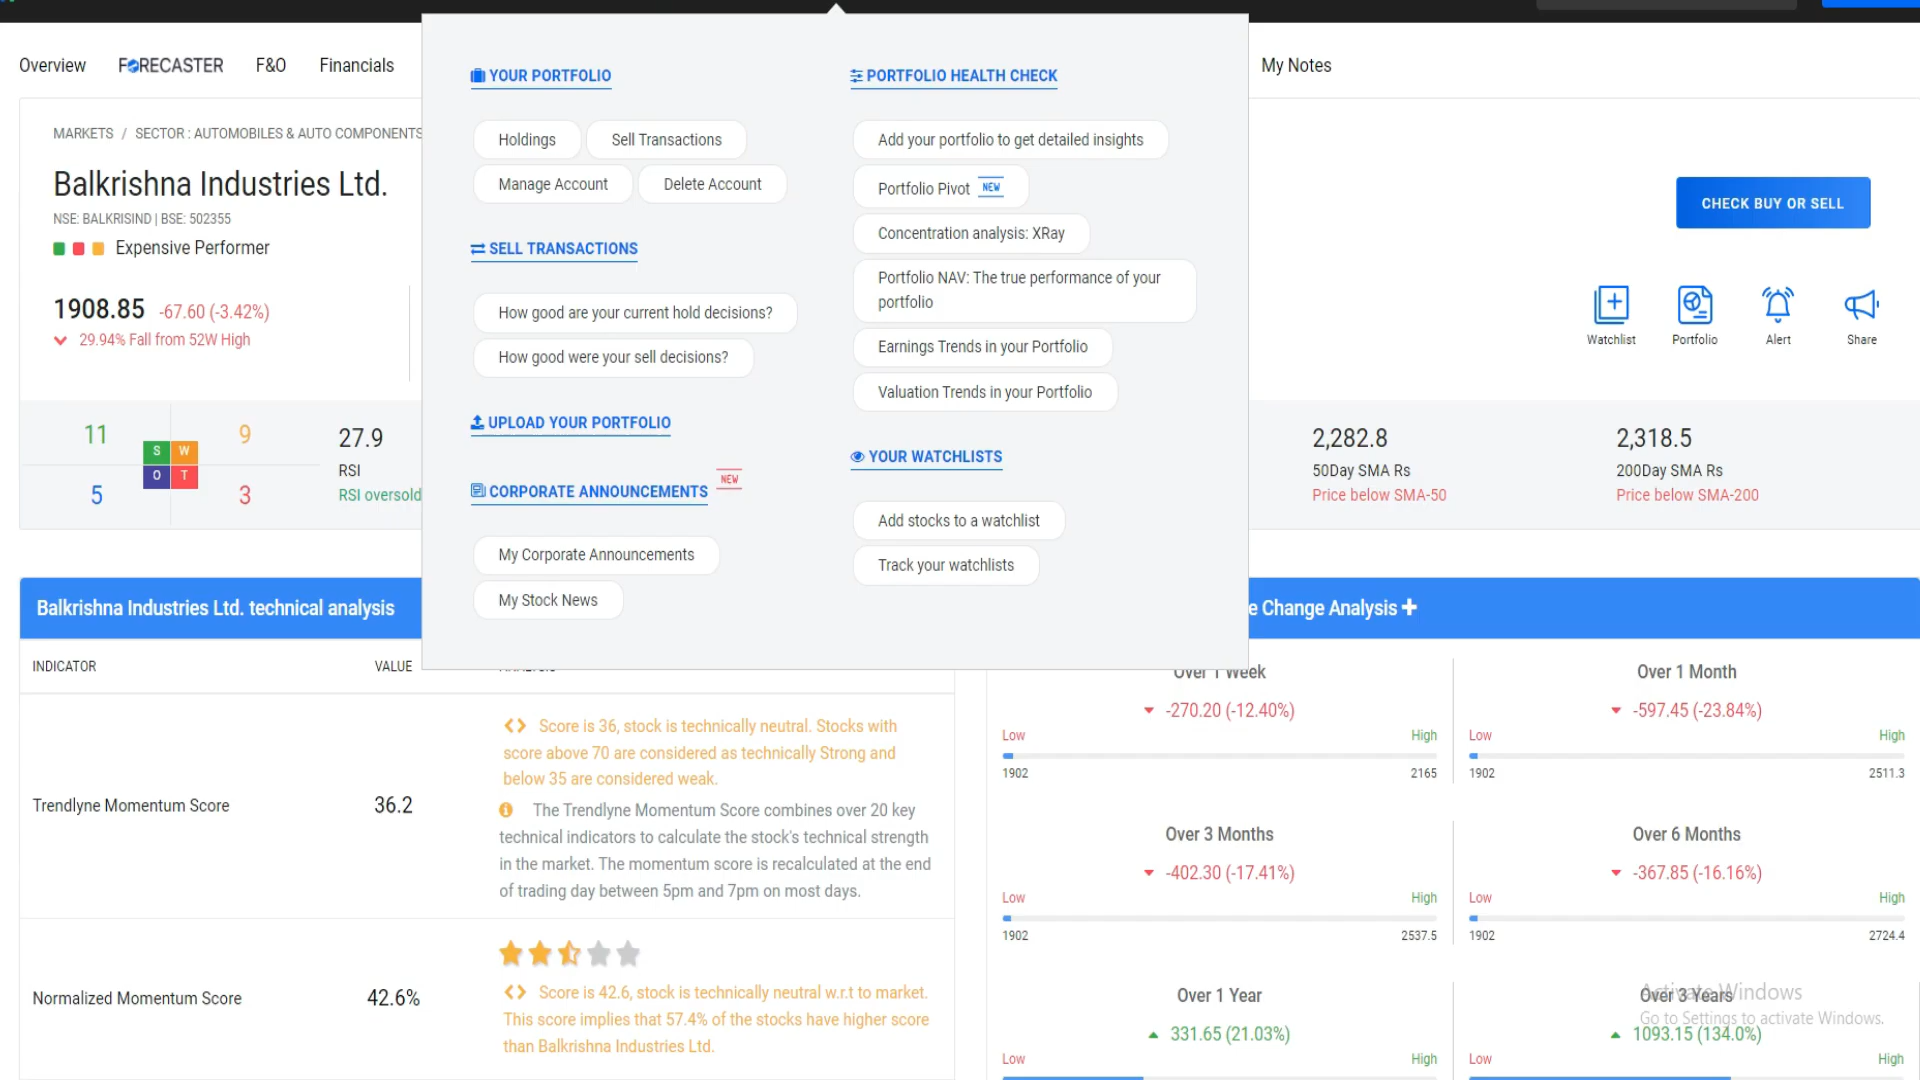 Overview
FORECASTER
F&O
Financials
My Notes
YOUR PORTFOLIO
Holdings
Sell Transactions
Manage Account
Delete Account
SELL TRANSACTIONS
How good are your current hold decisions?
How good were your sell decisions?
UPLOAD YOUR PORTFOLIO
CORPORATE ANNOUNCEMENTS
NEW
My Corporate Announcements
My Stock News
PORTFOLIO HEALTH CHECK
Add your portfolio to get detailed insights
Portfolio Pivot NEW
Concentration analysis: XRay
Portfolio NAV: The true performance of your
portfolio
Earnings Trends in your Portfolio
Valuation Trends in your Portfolio
YOUR WATCHLISTS
Add stocks to a watchlist
Track your watchlists
MARKETS / SECTOR : AUTOMOBILES & AUTO COMPONENTS
Balkrishna Industries Ltd.
NSE: BALKRISIND | BSE: 502355
Expensive Performer
1908.85 -67.60 (-3.42%)
29.94% Fall from 52W High
CHECK BUY OR SELL
Watchlist
Portfolio
Alert
Share
11
9
S W
O T
5
3
27.9
RSI
RSI oversold
2,282.8
50Day SMA Rs
Price below SMA-50
2,318.5
200Day SMA Rs
Price below SMA-200
Balkrishna Industries Ltd. technical analysis
INDICATOR
VALUE
Trendlyne Momentum Score
36.2
Score is 36, stock is technically neutral. Stocks with
score above 70 are considered as technically Strong and
below 35 are considered weak.
The Trendlyne Momentum Score combines over 20 key
technical indicators to calculate the stock's technical strength
in the market. The momentum score is recalculated at the end
of trading day between 5pm and 7pm on most days.
Normalized Momentum Score
42.6%
Score is 42.6, stock is technically neutral w.r.t to market.
This score implies that 57.4% of the stocks have higher score
than Balkrishna Industries Ltd.
e Change Analysis
Over 1 Week
-270.20 (-12.40%)
Low
High
1902
2165
Over 1 Month
-597.45 (-23.84%)
Low
High
1902
2511.3
Over 3 Months
-402.30 (-17.41%)
Low
High
1902
2537.5
Over 6 Months
-367.85 (-16.16%)
Low
High
1902
2724.4
Over 1 Year
331.65 (21.03%)
Low
High
Over 3 Years
1093.15 (134.0%)
Low
High
Activate Windows
Go to Settings to activate Windows.